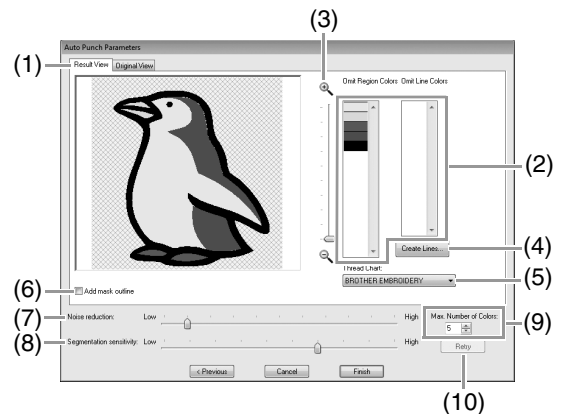 (3)
Auto Punch Parameters
(1)
Result View Original View
Omit Region Colors Omit Line Colors
(2)
Create Lines...
(4)
Thread Chart:
BROTHER EMBROIDERY
(5)
(6)
Add mask outline
(7)
Noise reduction: Low High
Max. Number of Colors:
5
(9)
(8)
Segmentation sensitivity: Low High
Retry
< Previous Cancel Finish
(10)